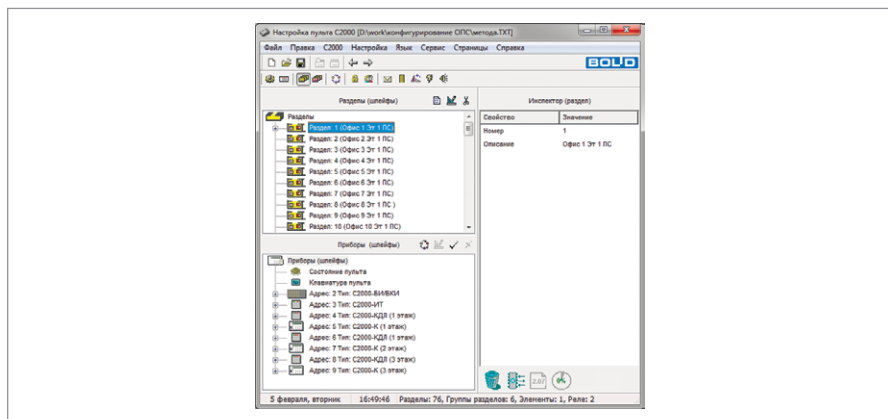 Настройка пульта C2000 [D:\work\конфигурирование ОПС\метода.TXT]
Файл Правка C2000 Настройка Язык Сервис Страницы Справка
BOLID
Разделы (шлейфы)
Разделы
Раздел: 1 (Офис 1 Эт 1 ПС)
Раздел: 2 (Офис 2 Эт 1 ПС)
Раздел: 3 (Офис 3 Эт 1 ПС)
Раздел: 4 (Офис 4 Эт 1 ПС)
Раздел: 5 (Офис 5 Эт 1 ПС)
Раздел: 6 (Офис 6 Эт 1 ПС)
Раздел: 7 (Офис 7 Эт 1 ПС)
Раздел: 8 (Офис 8 Эт 1 ПС )
Раздел: 9 (Офис 9 Эт 1 ПС)
Раздел: 10 (Офис 10 Эт 1 ПС)
Инспектор (раздел)
Свойство Значение
Номер 1
Описание Офис 1 Эт 1 ПС
Приборы (шлейфы)
Приборы (шлейфы)
Состояние пульта
Клавиатура пульта
Адрес: 2 Тип: С2000-БИ/БКИ
Адрес: 3 Тип: С2000-ИТ
Адрес: 4 Тип: С2000-КДЛ (1 этаж)
Адрес: 5 Тип: С2000-К (1 этаж)
Адрес: 6 Тип: С2000-КДЛ (1 этаж)
Адрес: 7 Тип: С2000-К (2 этаж)
Адрес: 8 Тип: С2000-КДЛ (3 этаж)
Адрес: 9 Тип: С2000-К (3 этаж)
2.07
5 февраля, вторник 16:49:46 Разделы: 76, Группы разделов: 6, Элементы: 1, Реле: 2